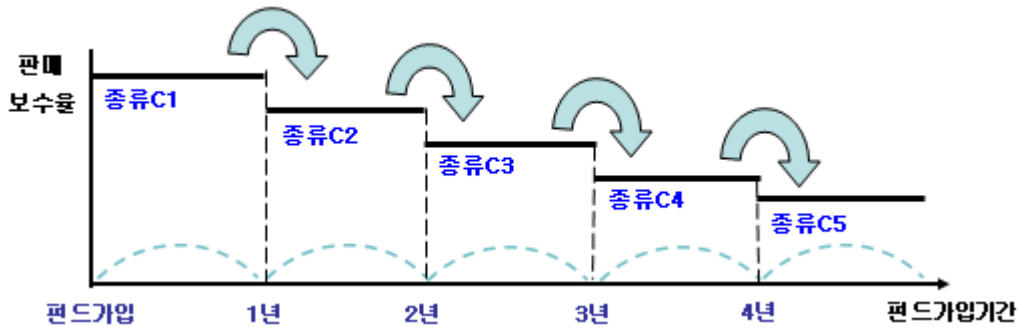 판매
보수율
종류C1
종류C2
종류C3
종류C4
종류C5
펀드가입
1년
2년
3년
4년
펀드가입기간